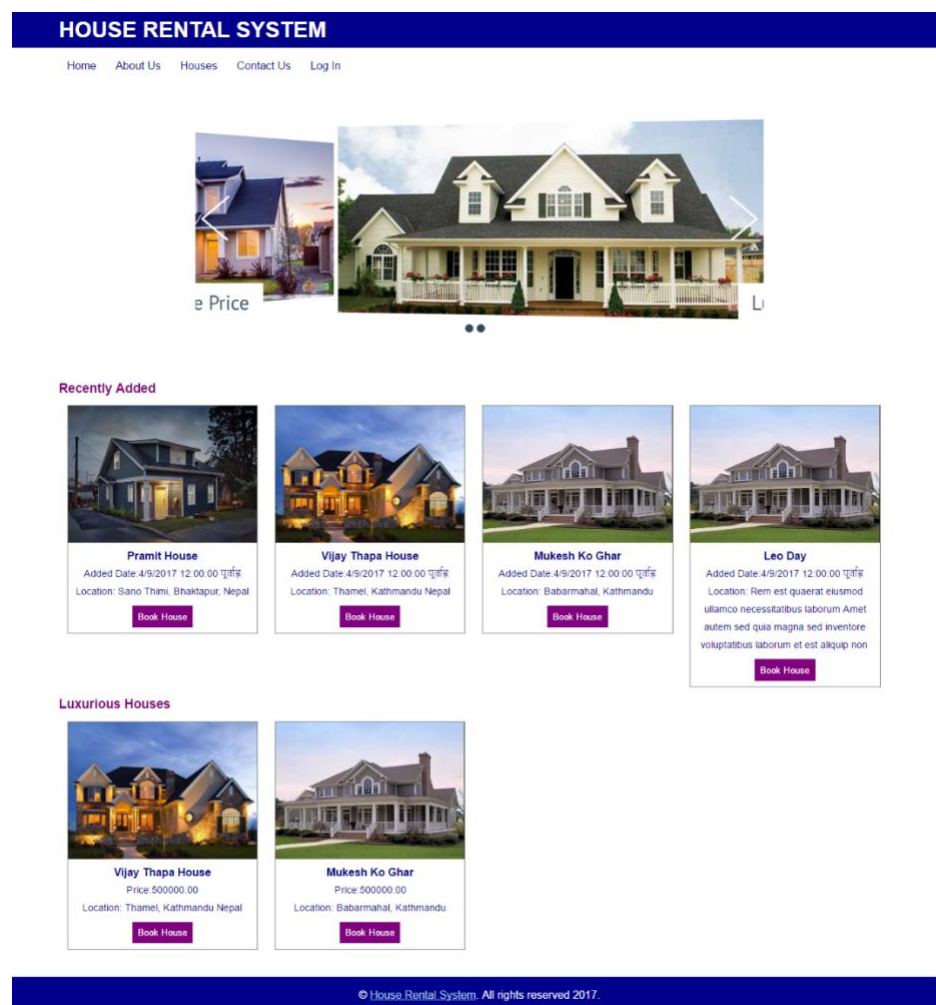 HOUSE RENTAL SYSTEM
Home About Us Houses Contact Us Log In
e Price
Recently Added
Pramit House
Added Date:4/9/2017 12:00:00 पूर्वाह्न
Location: Sano Thimi, Bhaktapur, Nepal
Book House
Vijay Thapa House
Added Date:4/9/2017 12:00:00 पूर्वाह्न
Location: Thamel, Kathmandu Nepal
Book House
Mukesh Ko Ghar
Added Date:4/9/2017 12:00:00 पूर्वाह्न
Location: Babarmahal, Kathmandu
Book House
Leo Day
Added Date:4/9/2017 12:00:00 पूर्वाह्न
Location: Rem est quaerat eiusmod
ullamco necessitatibus laborum Amet
autem sed quia magna sed inventore
voluptatibus laborum et est aliquip non
Book House
Luxurious Houses
Vijay Thapa House
Price:500000.00
Location: Thamel, Kathmandu Nepal
Book House
Mukesh Ko Ghar
Price:500000.00
Location: Babarmahal, Kathmandu
Book House
© House Rental System. All rights reserved 2017.